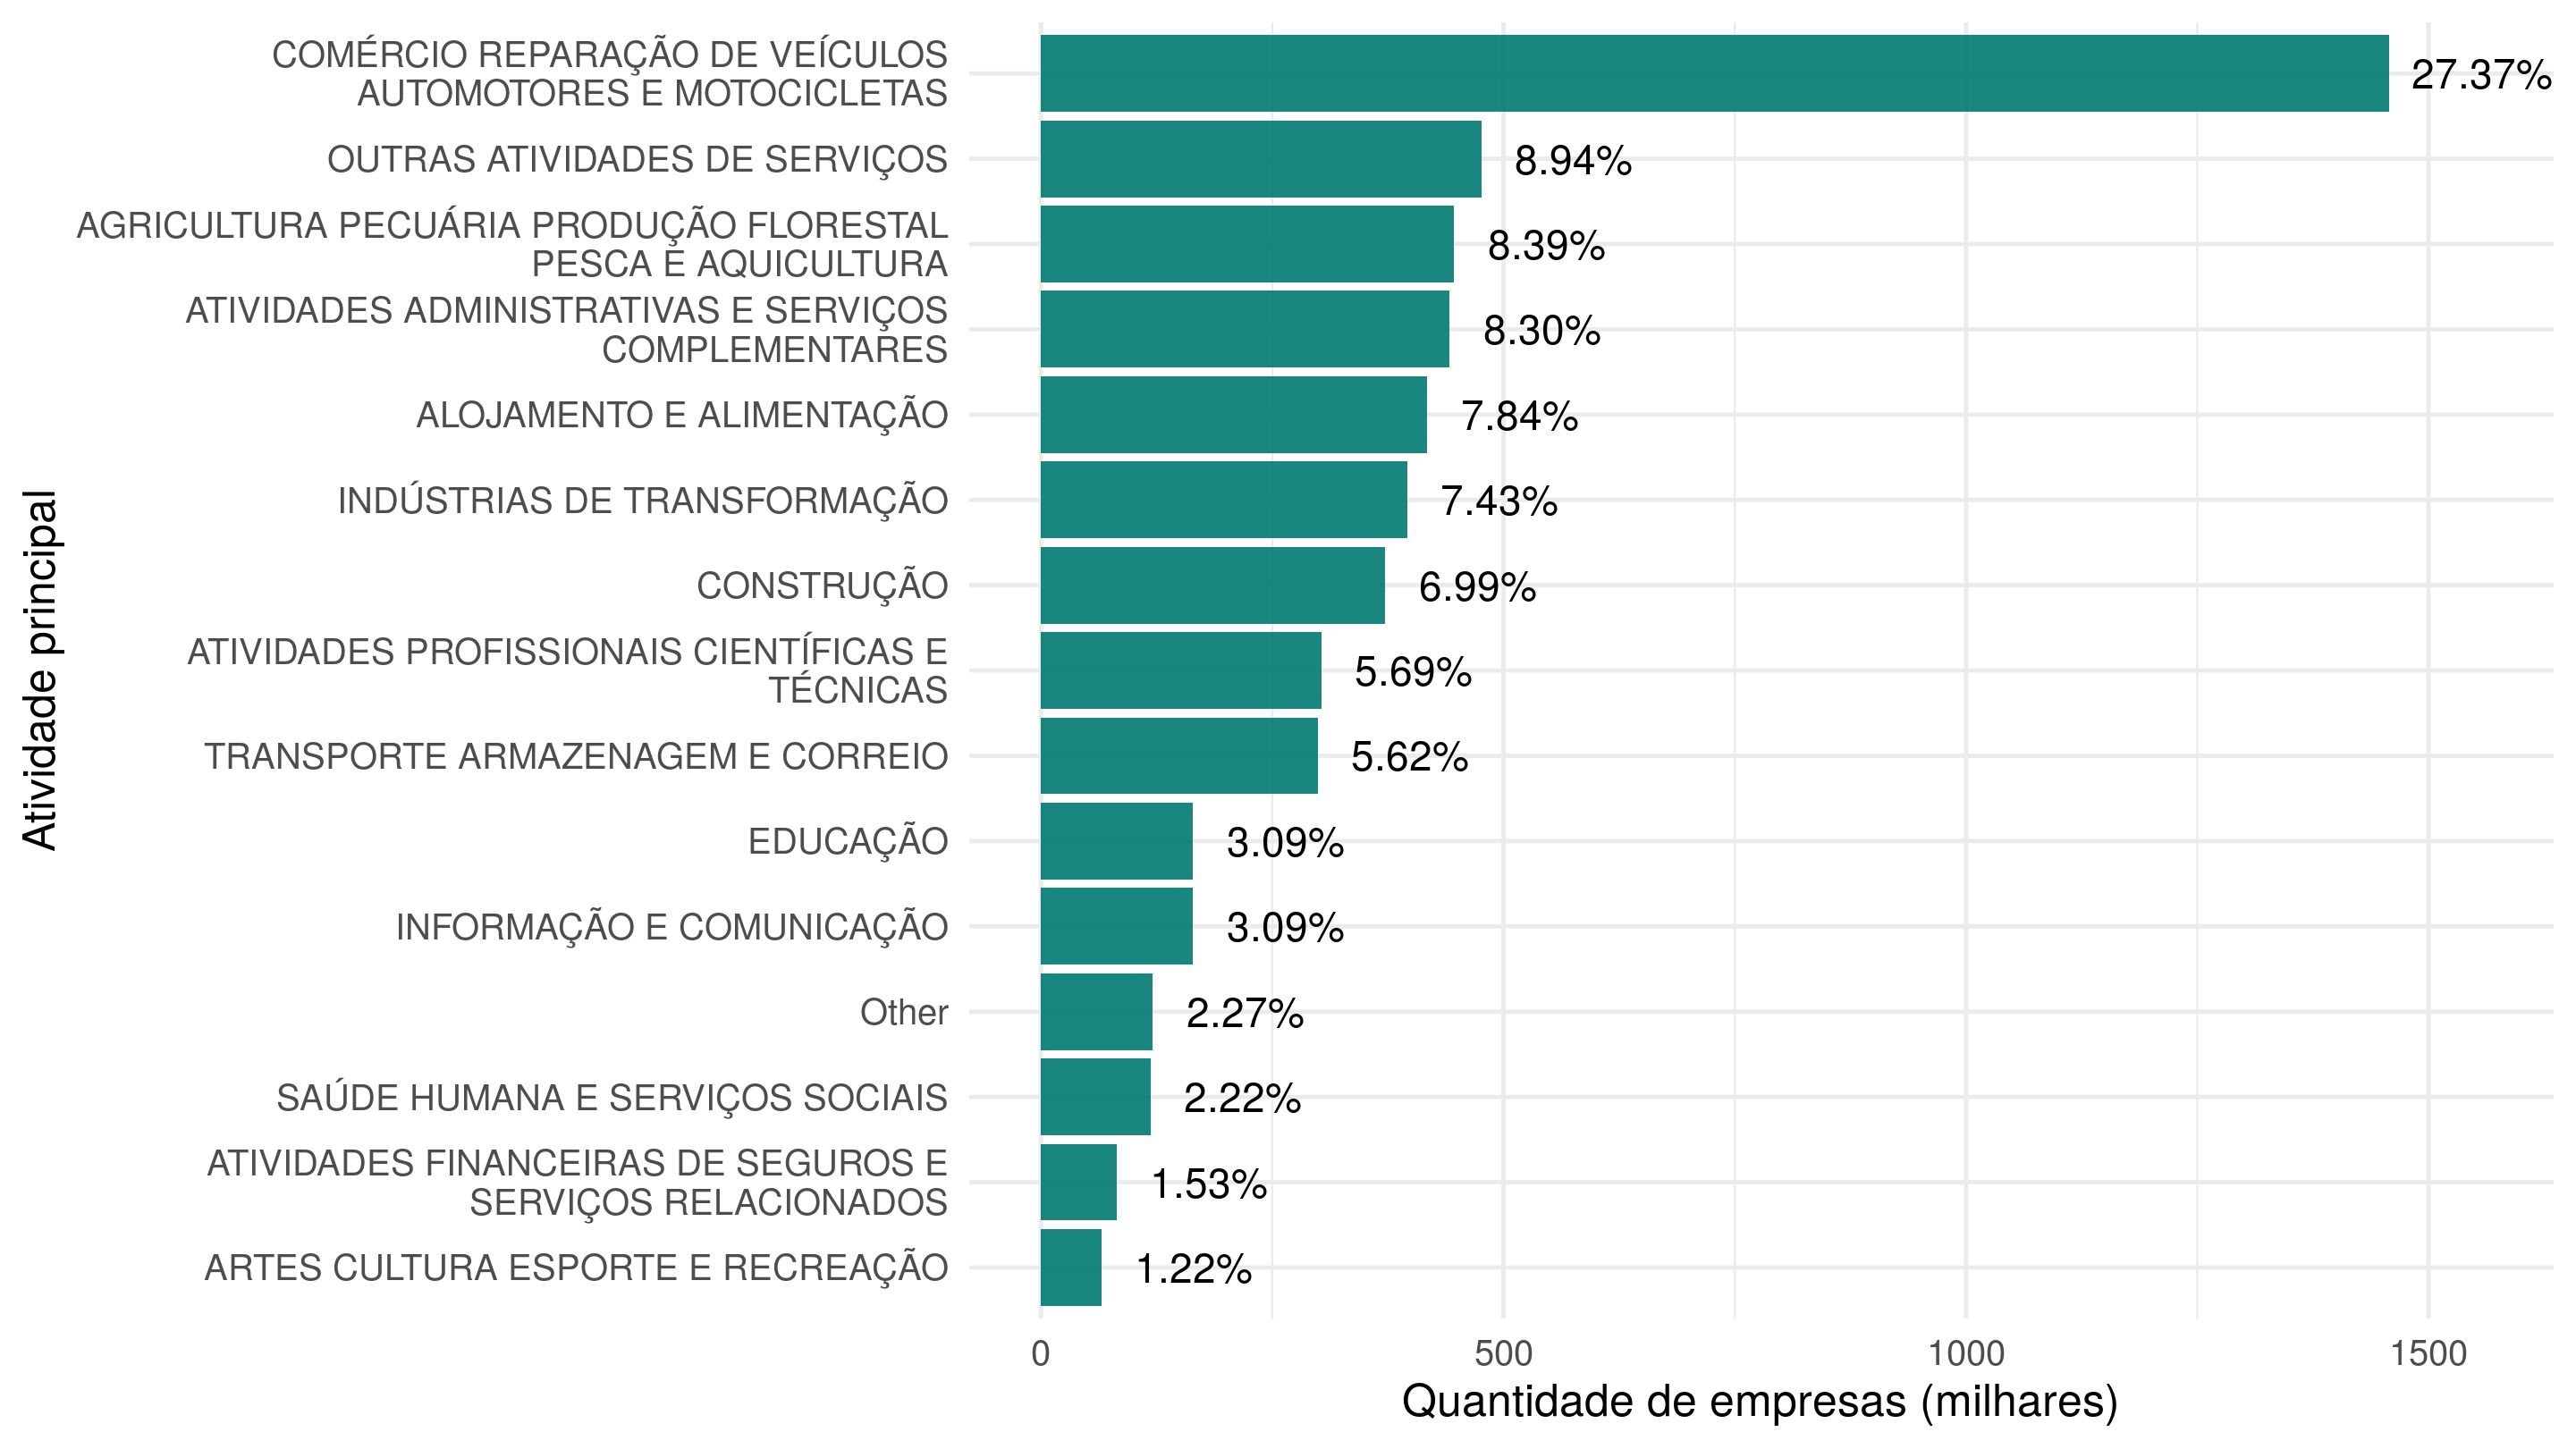 COMÉRCIO REPARAÇÃO DE VEÍCULOS
AUTOMOTORES E MOTOCICLETAS
27.37%
OUTRAS ATIVIDADES DE SERVIÇOS
8.94%
AGRICULTURA PECUÁRIA PRODUÇÃO FLORESTAL
PESCA E AQUICULTURA
8.39%
ATIVIDADES ADMINISTRATIVAS E SERVIÇOS
COMPLEMENTARES
8.30%
ALOJAMENTO E ALIMENTAÇÃO
7.84%
INDÚSTRIAS DE TRANSFORMAÇÃO
7.43%
CONSTRUÇÃO
6.99%
ATIVIDADES PROFISSIONAIS CIENTÍFICAS E
TÉCNICAS
5.69%
TRANSPORTE ARMAZENAGEM E CORREIO
5.62%
EDUCAÇÃO
3.09%
INFORMAÇÃO E COMUNICAÇÃO
3.09%
Other
2.27%
SAÚDE HUMANA E SERVIÇOS SOCIAIS
2.22%
ATIVIDADES FINANCEIRAS DE SEGUROS E
SERVIÇOS RELACIONADOS
1.53%
ARTES CULTURA ESPORTE E RECREAÇÃO
1.22%
Atividade principal
0 500 1000 1500
Quantidade de empresas (milhares)